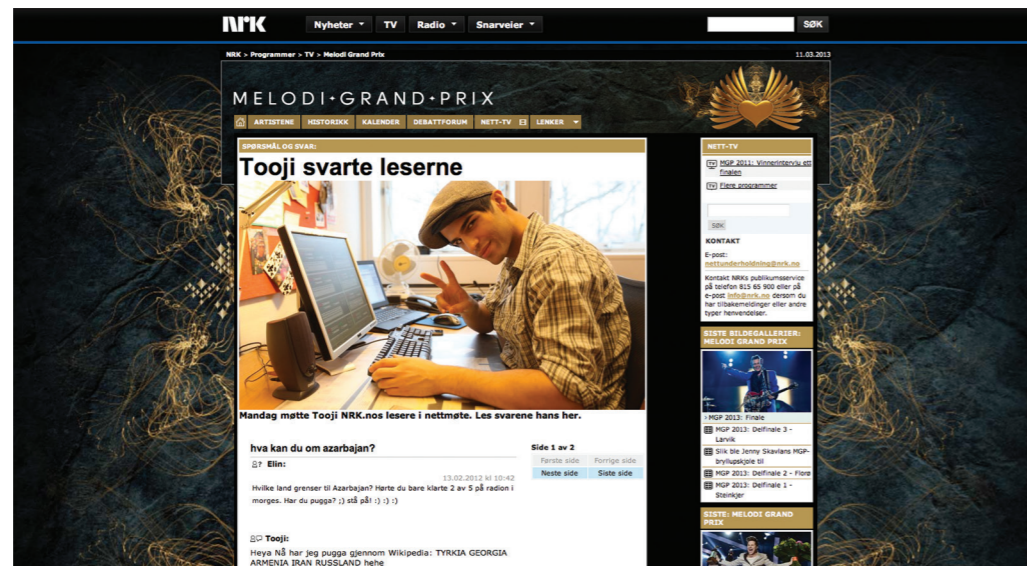 NRK
Nyheter
TV
Radio
Snarveier
SØK
NRK > Programmer > TV > Melodi Grand Prix
11.03.2013
MELODI•GRAND•PRIX
ARTISTENE
HISTORIKK
KALENDER
DEBATTFORUM
NETT-TV
LENKER
SPØRSMÅL OG SVAR:
Tooji svarte leserne
Mandag møtte Tooji NRK.nos lesere i nettmøte. Les svarene hans her.
hva kan du om azarbajan?
Elin:
13.02.2012 kl 10:42
Hvilke land grenser til Azarbajan? Hørte du bare klarte 2 av 5 på radion i
morges. Har du pugga? ;) stå på! :) :) :)
Tooji:
Heya Nå har jeg pugga gjennom Wikipedia: TYRKIA GEORGIA
ARMENIA IRAN RUSSLAND hehe
Side 1 av 2
Første side
Forrige side
Neste side
Siste side
NETT-TV
TV MGP 2011: Vinnerintervju ett
finalen
TV Flere programmer
SØK
KONTAKT
E-post:
nettunderholdning@nrk.no
Kontakt NRKs publikumsservice
på telefon 815 65 900 eller på
e-post info@nrk.no dersom du
har tilbakemeldinger eller andre
typer henvendelser.
SISTE BILDEGALLERIER:
MELODI GRAND PRIX
> MGP 2013: Finale
MGP 2013: Delfinale 3 -
Larvik
Slik ble Jenny Skavlans MGP-
bryllupskjole til
MGP 2013: Delfinale 2 - Florø
MGP 2013: Delfinale 1 -
Steinkjer
SISTE: MELODI GRAND
PRIX